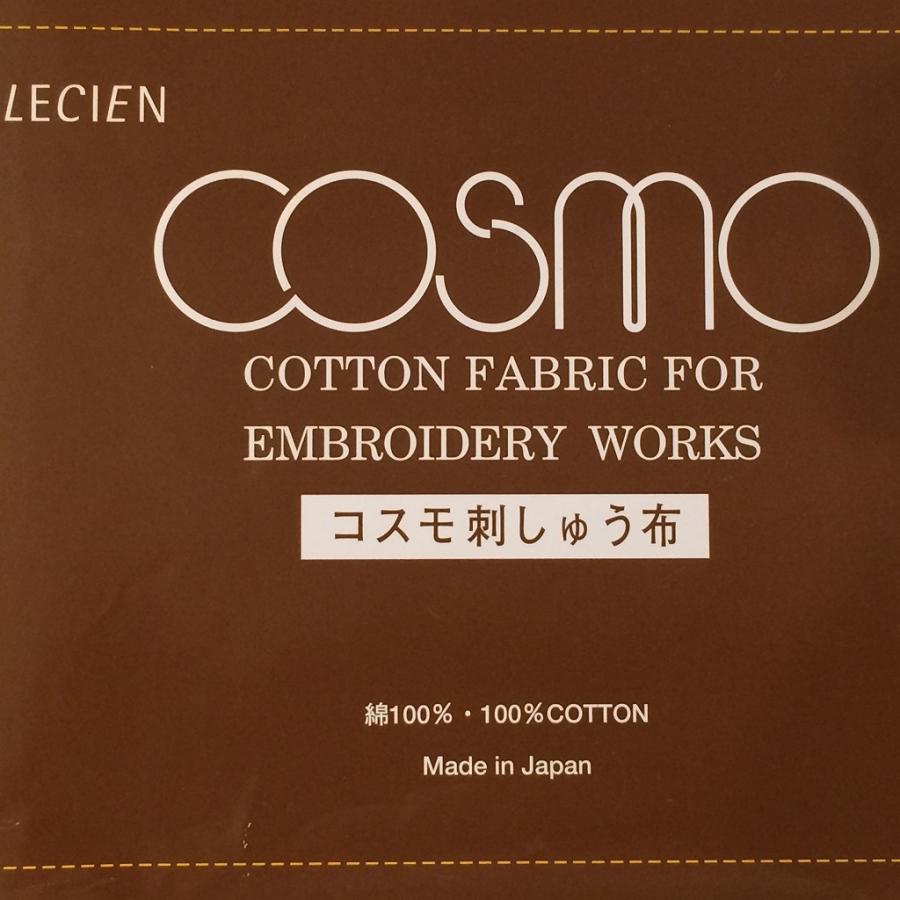 LECIEN
COSMO
COTTON FABRIC FOR
EMBROIDERY WORKS
コスモ刺しゅう布
綿100%・100%COTTON
Made in Japan